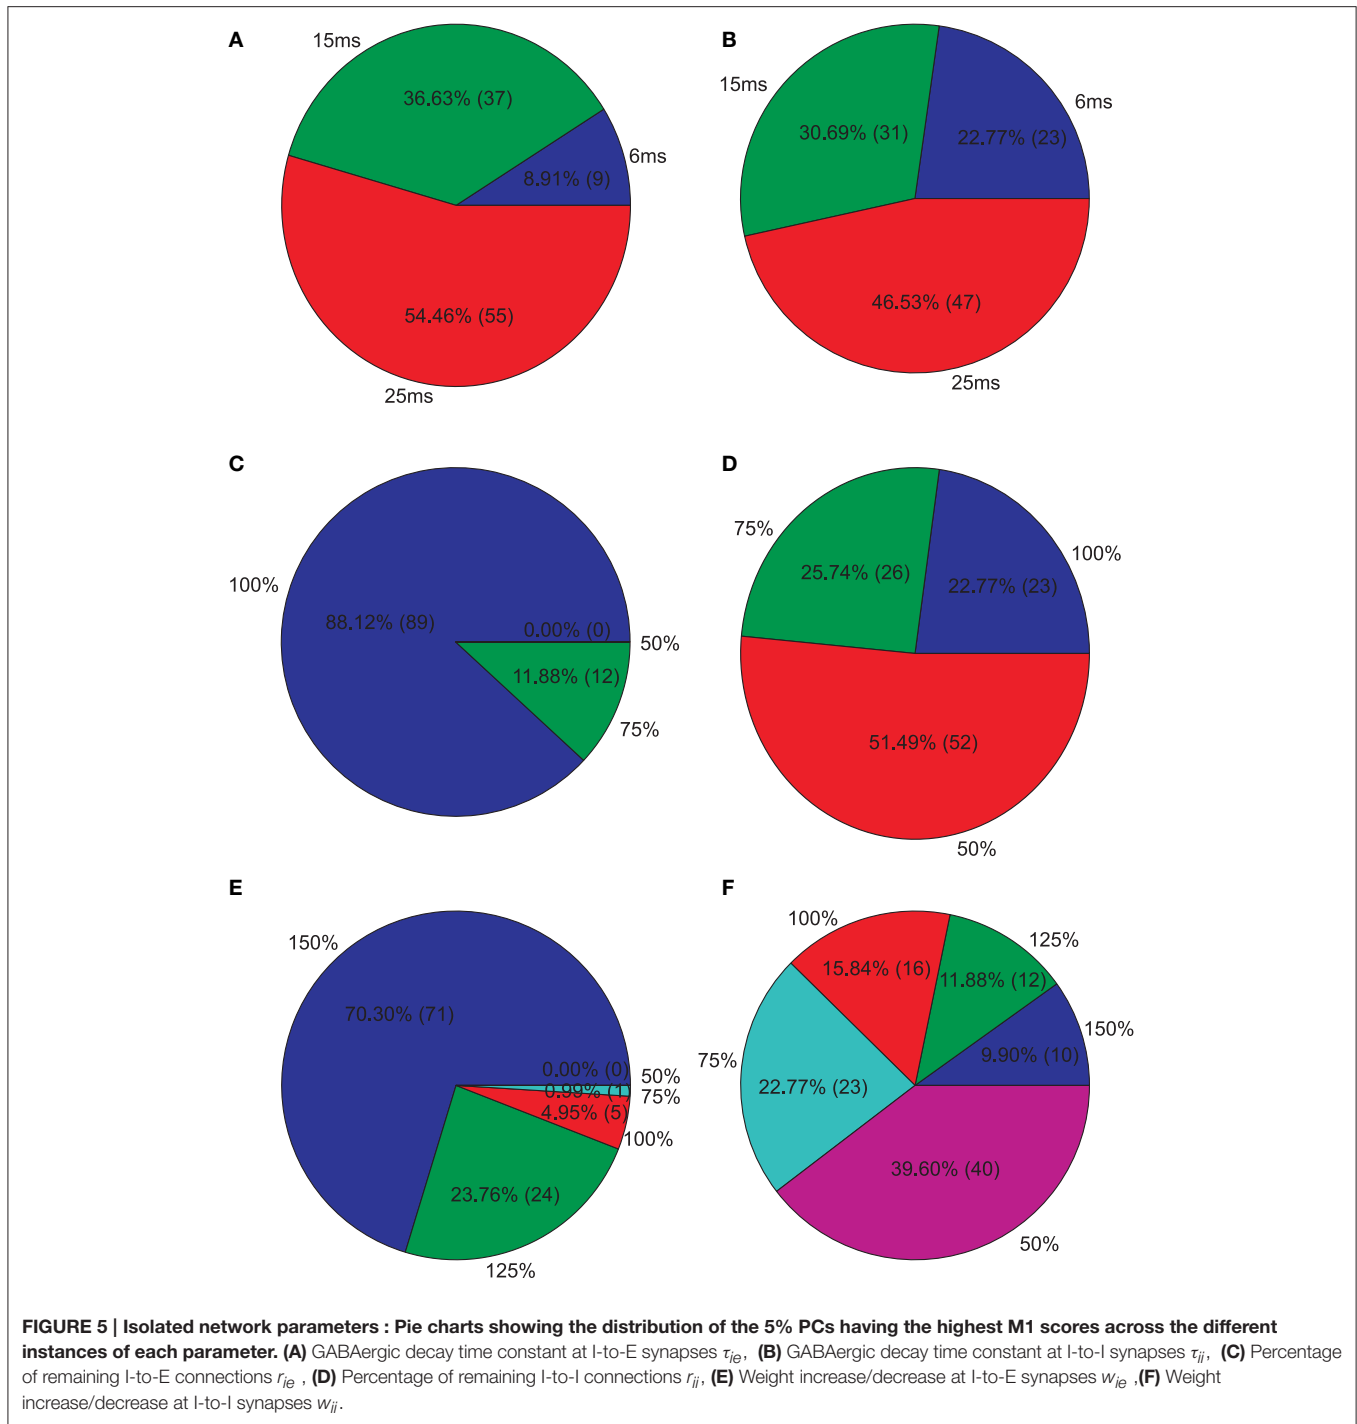 A
15ms
36.63% (37)
6ms
8.91% (9)
54.46% (55)
25ms
B
15ms
6ms
30.69% (31)
22.77% (23)
46.53% (47)
25ms
C
100%
88.12% (89)
0.00% (0)
50%
11.88% (12)
75%
D
75%
100%
25.74% (26)
22.77% (23)
51.49% (52)
50%
E
150%
70.30% (71)
0.00% (0)
50%
0.99% (1)
75%
4.95% (5)
100%
23.76% (24)
125%
F
100%
125%
15.84% (16)
11.88% (12)
150%
9.90% (10)
75%
22.77% (23)
39.60% (40)
50%
FIGURE 5 | Isolated network parameters : Pie charts showing the distribution of the 5% PCs having the highest M1 scores across the different
instances of each parameter. (A) GABAergic decay time constant at I-to-E synapses τie, (B) GABAergic decay time constant at I-to-I synapses τii, (C) Percentage
of remaining I-to-E connections rie , (D) Percentage of remaining I-to-I connections rii, (E) Weight increase/decrease at I-to-E synapses wie ,(F) Weight
increase/decrease at I-to-I synapses wii.